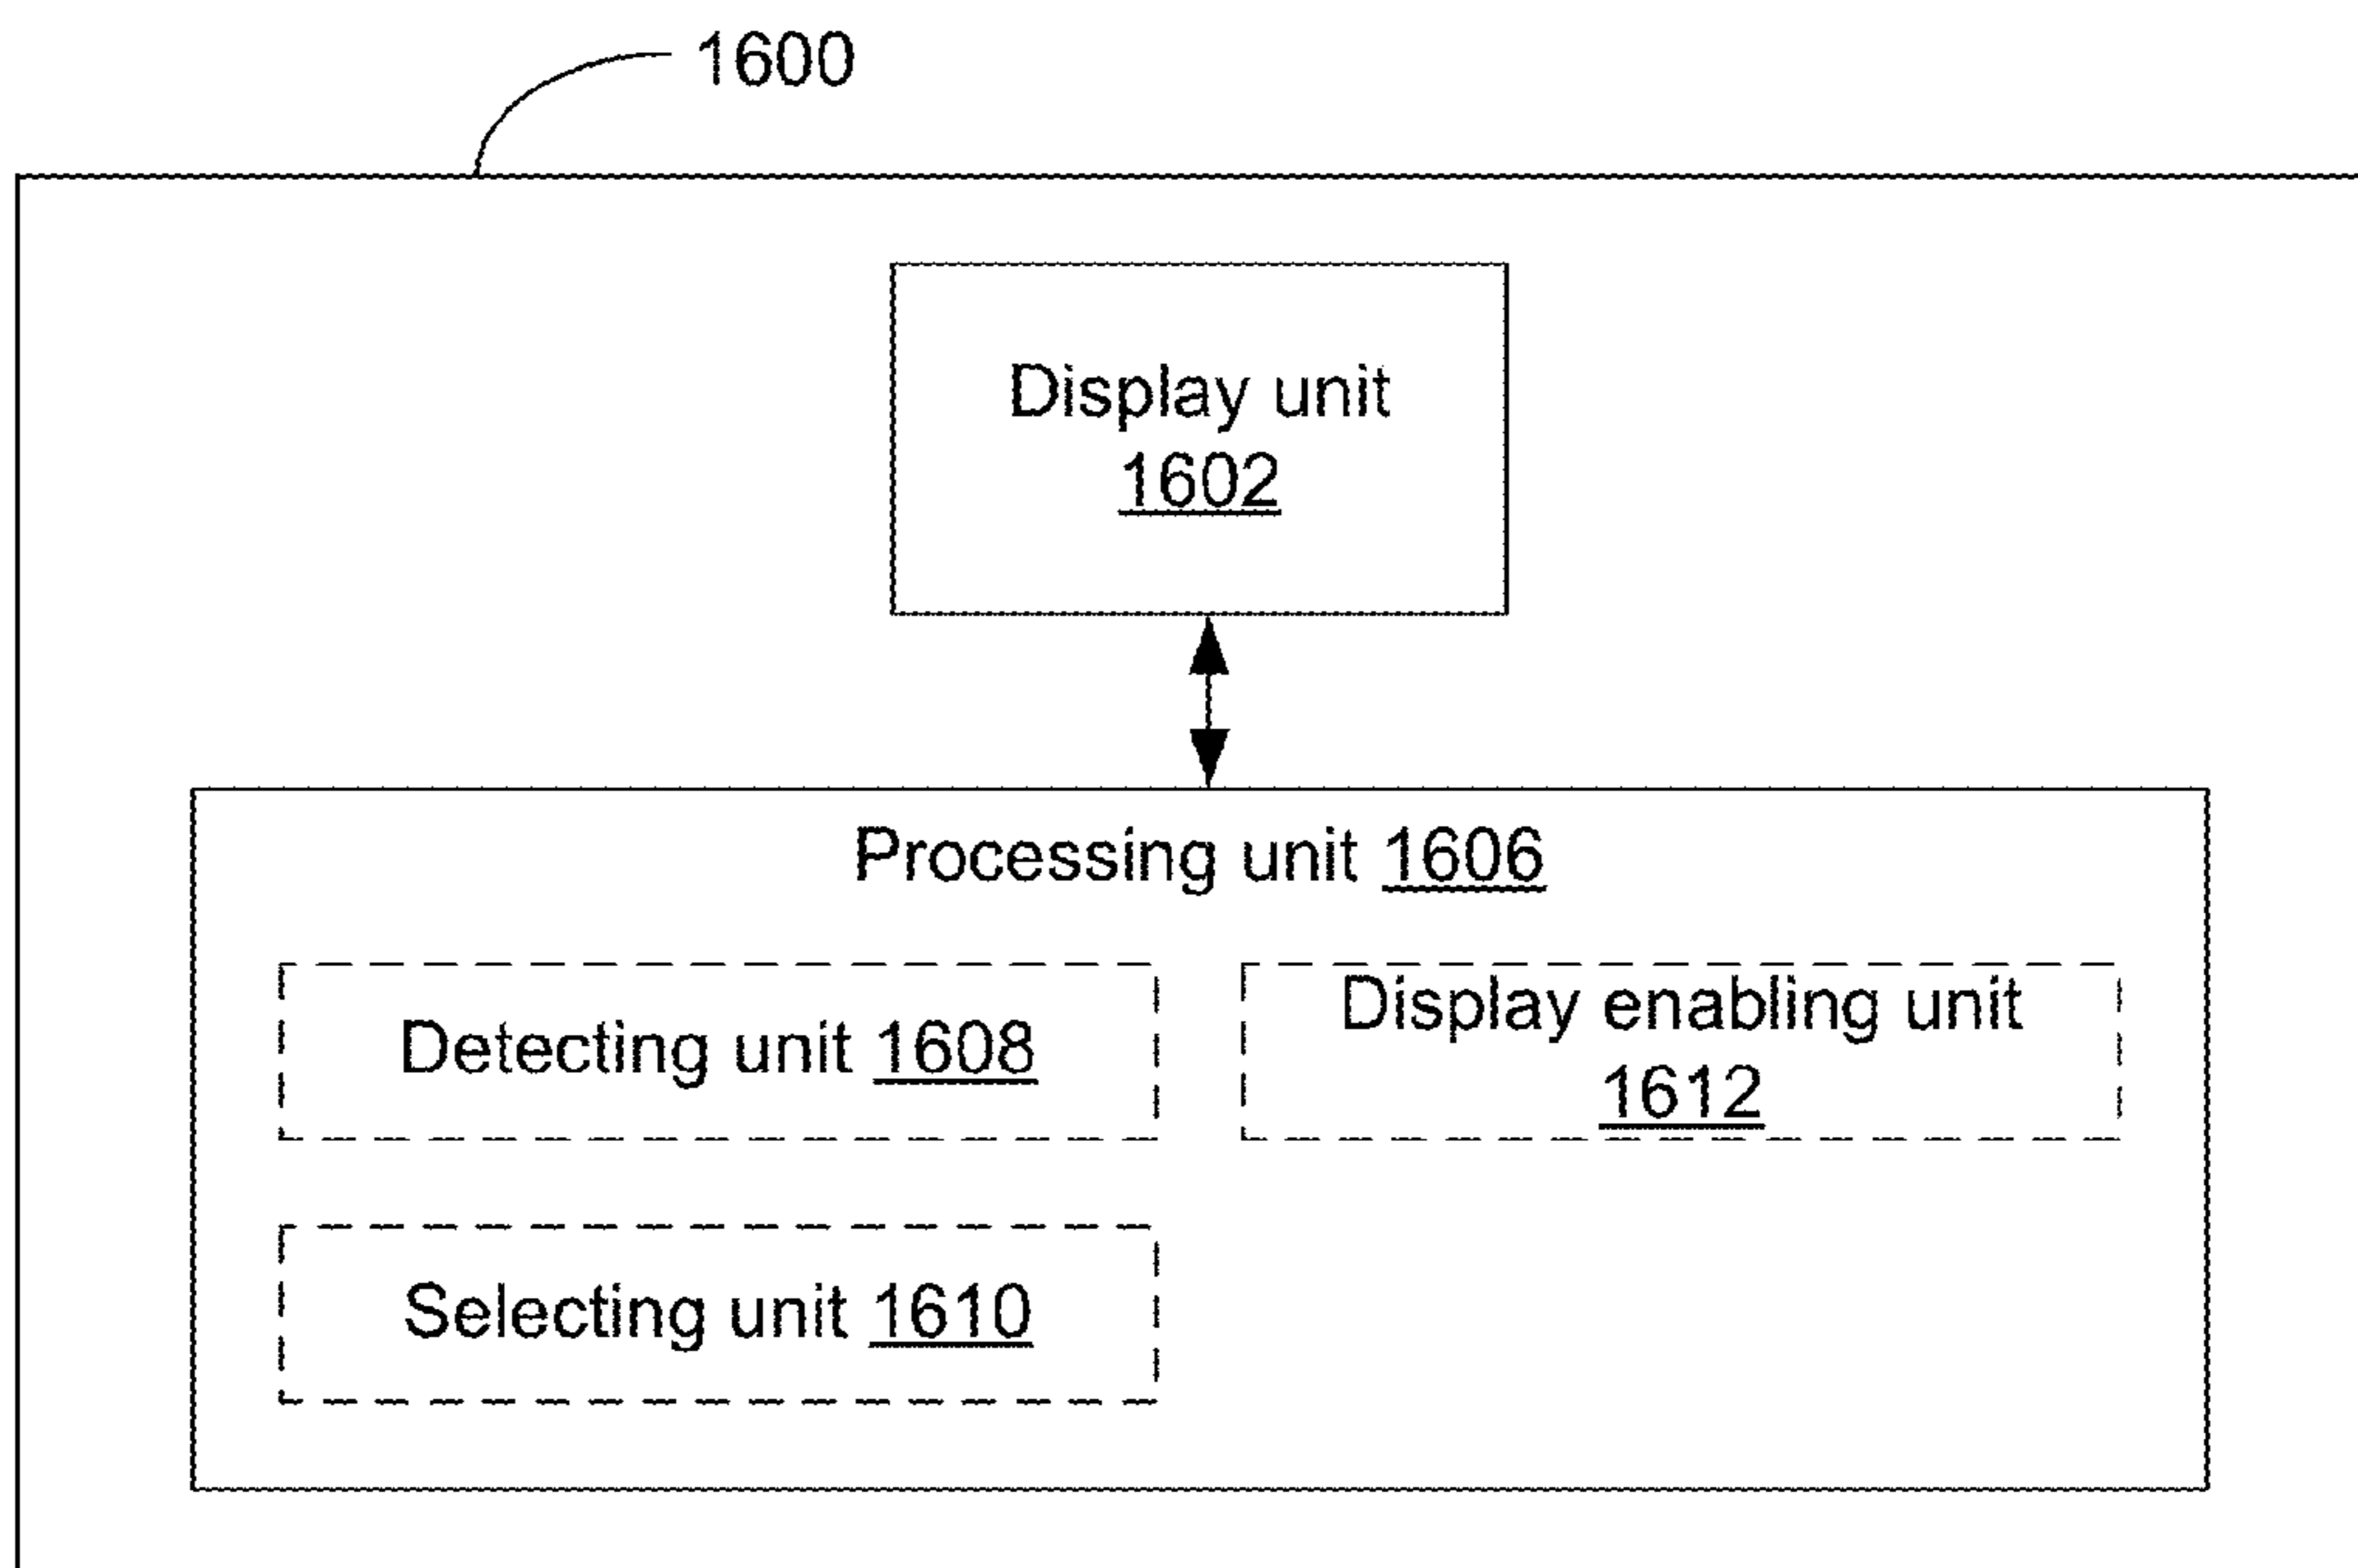 1600
Display unit
1602
Processing unit 1606
Detecting unit 1608
Display enabling unit
1612
Selecting unit 1610